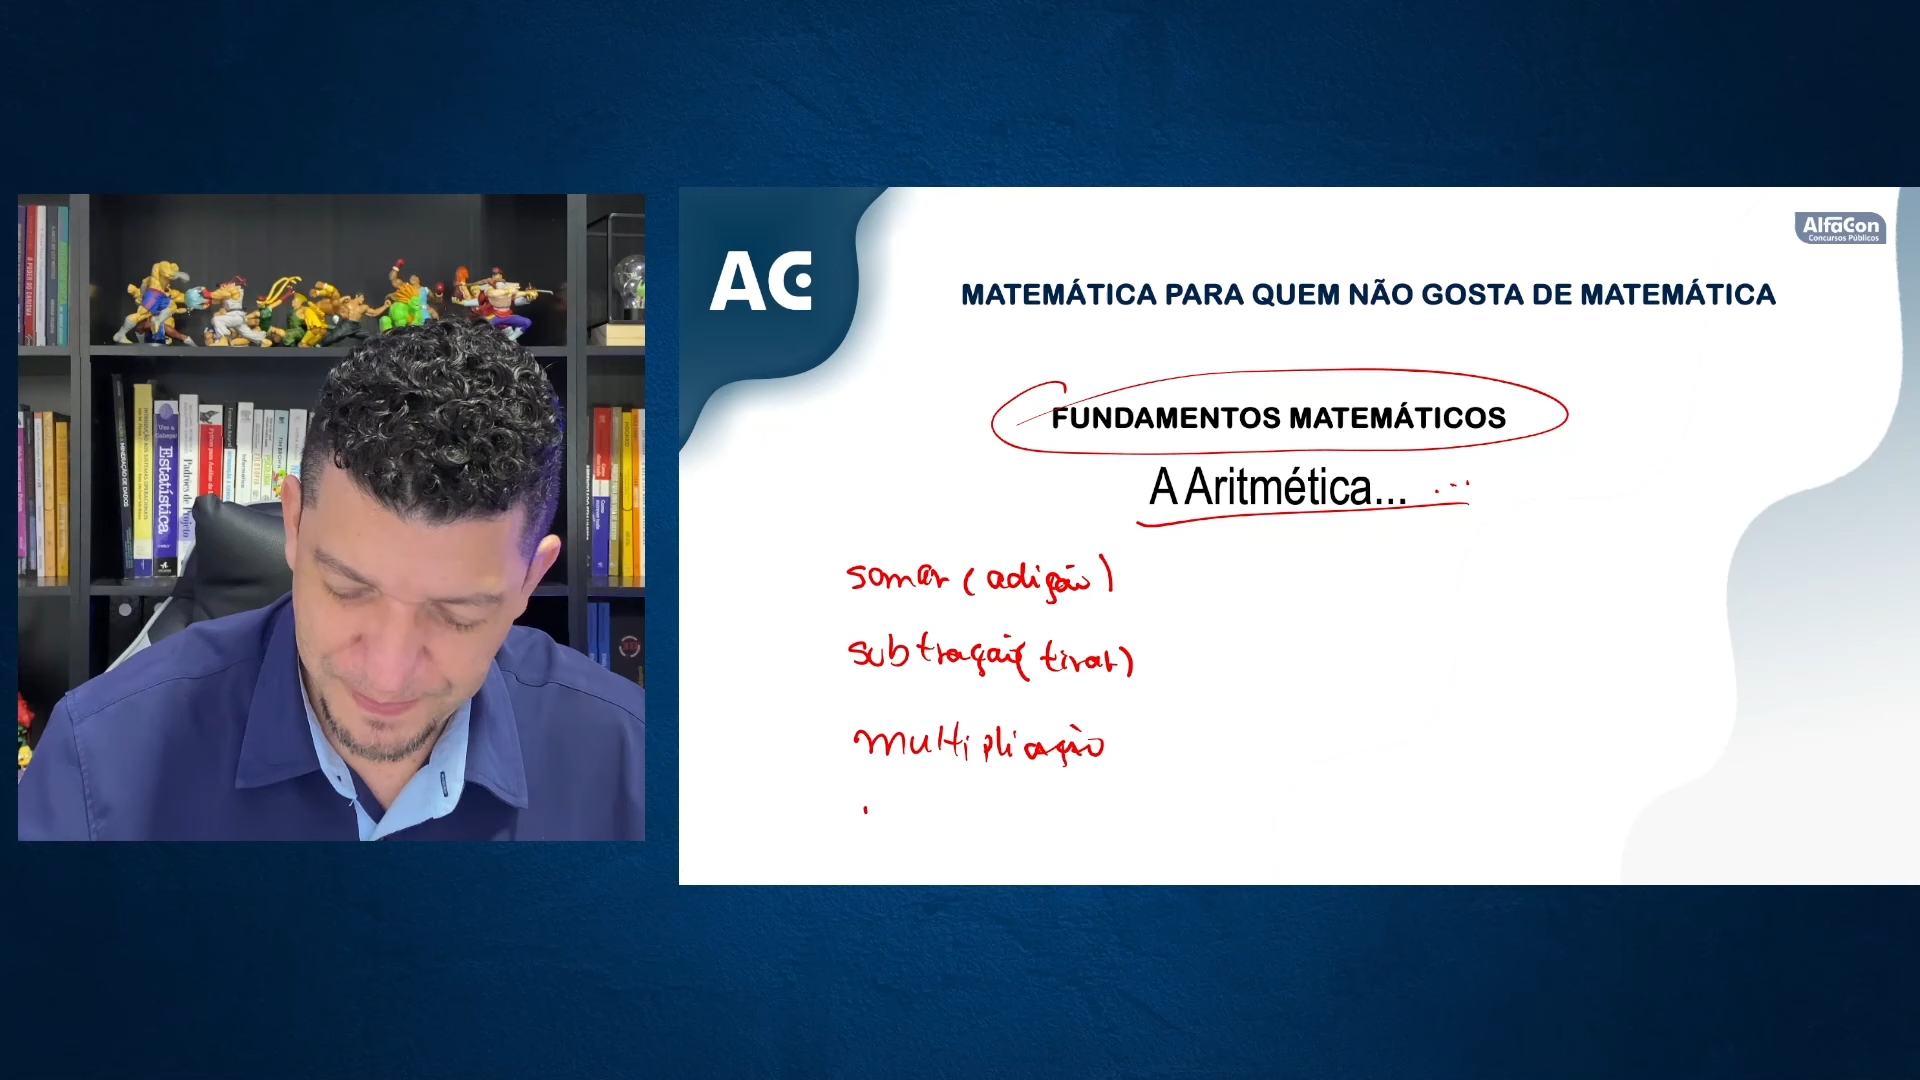 AC
AlfaCon
Concursos Públicos
MATEMÁTICA PARA QUEM NÃO GOSTA DE MATEMÁTICA
FUNDAMENTOS MATEMÁTICOS
A Aritmética... ...
somar (adição)
subtração (tirar)
multipliação
Estatística
Padrões de Projeto